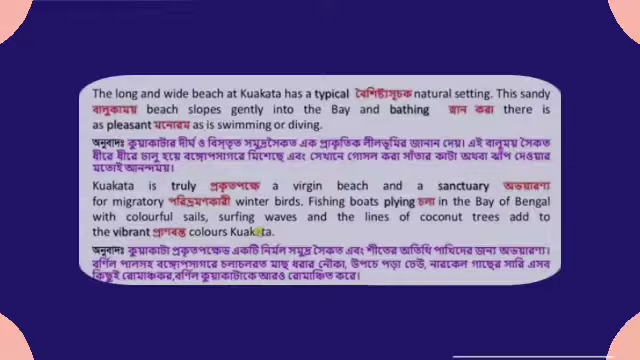 The long and wide beach at Kuakata has a typical বৈশিষ্ট্যসূচক natural setting. This sandy
বালুকাময় beach slopes gently into the Bay and bathing স্নান করা there is
as pleasant মনোরম as is swimming or diving.
অনুবাদঃ কুয়াকাটার দীর্ঘ ও বিস্তৃত সমুদ্রসৈকত এক প্রাকৃতিক লীলাভূমির জানান দেয়। এই বালুময় সৈকত
ধীরে ধীরে ঢালু হয়ে বঙ্গোপসাগরে মিশেছে এবং সেখানে গোসল করা সাঁতার কাটা অথবা ঝাঁপ দেওয়ার
মতোই আনন্দময়।
Kuakata is truly প্রকৃতপক্ষে a virgin beach and a sanctuary অভয়ারণ্য
for migratory পরিভ্রমণকারী winter birds. Fishing boats plying চলা in the Bay of Bengal
with colourful sails, surfing waves and the lines of coconut trees add to
the vibrant প্রাণবন্ত colours Kuakata.
অনুবাদঃ কুয়াকাটা প্রকৃতপক্ষেও একটি নির্মল সমুদ্র সৈকত এবং শীতের অতিথি পাখিদের জন্য অভয়ারণ্য।
বর্ণিল পালসহ বঙ্গোপসাগরে চলাচলরত মাছ ধরার নৌকা, উপচে পড়া ঢেউ, নারকেল গাছের সারি এসব
কিছুই রোমাঞ্চকর,বর্ণিল কুয়াকাটাকে আরও রোমাঞ্চিত করে।